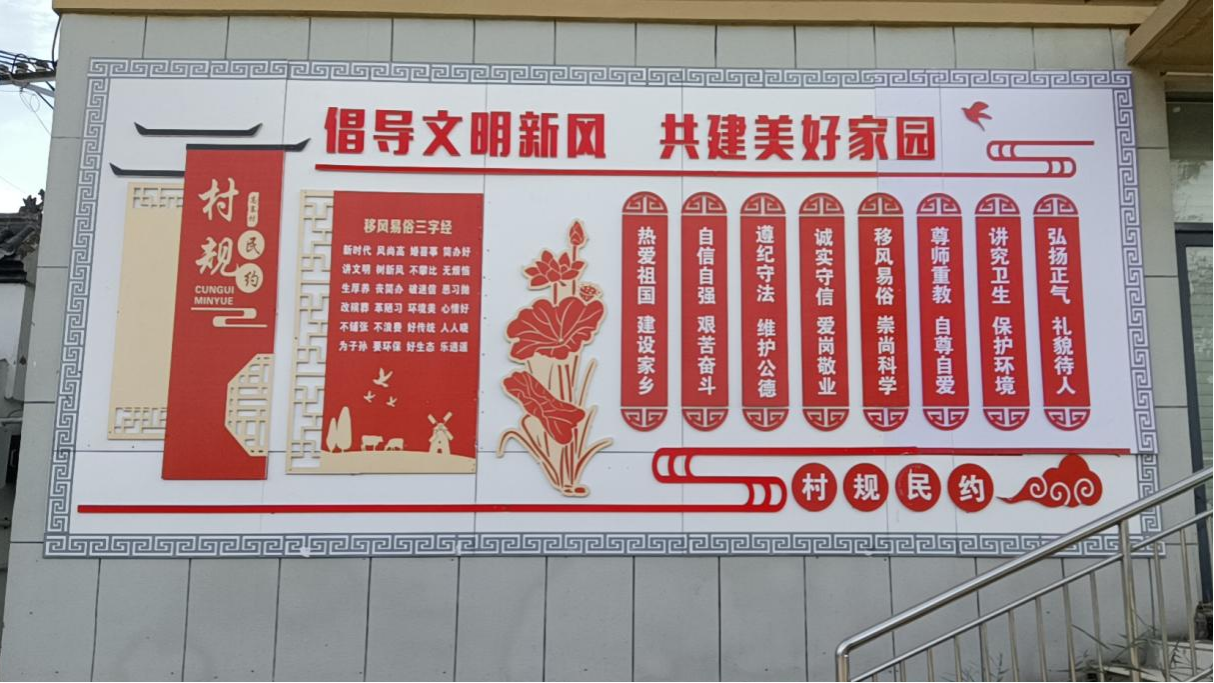 倡导文明新风 共建美好家园
村规
民约
CUNGUI
MINYUE
移风易俗三字经
新时代 风尚高 婚喜事 简办好
讲文明 树新风 不攀比 无烦恼
生厚养 丧简办 破迷信 恶习抛
改殡葬 革陋习 环境美 心情好
不铺张 不浪费 好传统 人人晓
为子孙 要环保 好生态 乐逍遥
热爱祖国 建设家乡
自信自强 艰苦奋斗
遵纪守法 维护公德
诚实守信 爱岗敬业
移风易俗 崇尚科学
尊师重教 自尊自爱
讲究卫生 保护环境
弘扬正气 礼貌待人
村规民约